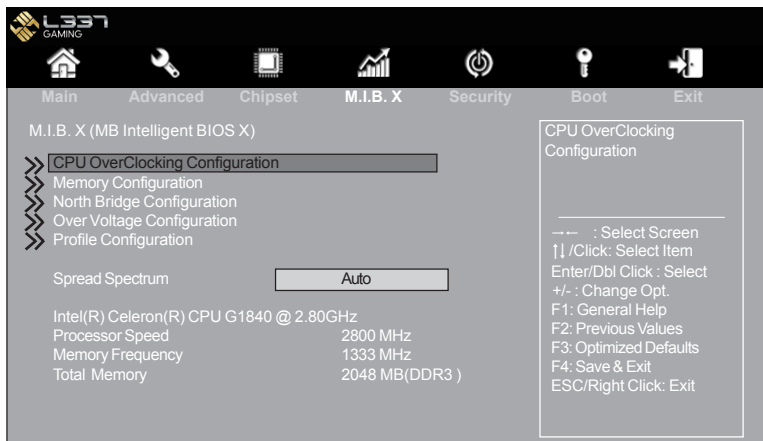 L337
GAMING
Main Advanced Chipset M.I.B. X Security Boot Exit
M.I.B. X (MB Intelligent BIOS X)
CPU OverClocking Configuration
Memory Configuration
North Bridge Configuration
Over Voltage Configuration
Profile Configuration
Spread Spectrum Auto
Intel(R) Celeron(R) CPU G1840 @ 2.80GHz
Processor Speed 2800 MHz
Memory Frequency 1333 MHz
Total Memory 2048 MB(DDR3 )
CPU OverClocking
Configuration
→← : Select Screen
↑↓/Click: Select Item
Enter/Dbl Click : Select
+/- : Change Opt.
F1: General Help
F2: Previous Values
F3: Optimized Defaults
F4: Save & Exit
ESC/Right Click: Exit